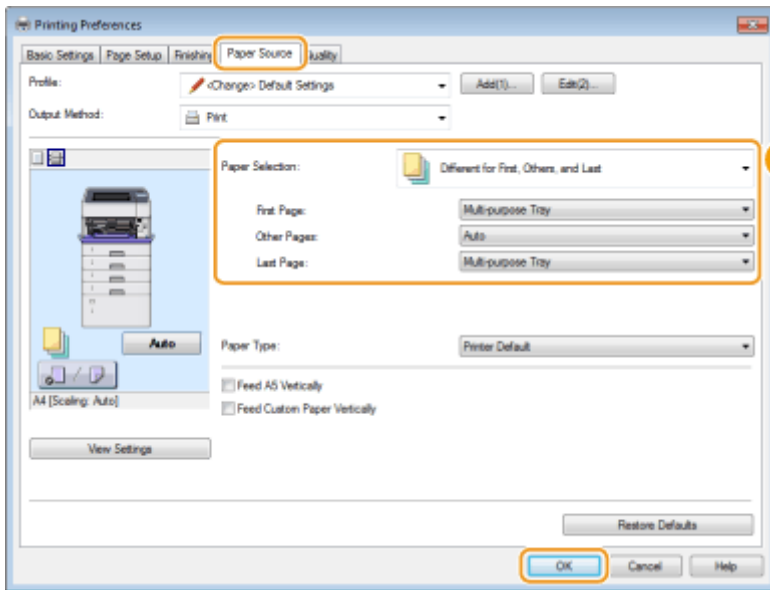 Printing Preferences
Basic Settings Page Setup Finishing Paper Source Quality
Profile: <Change> Default Settings Add(1)... Edit(2)...
Output Method: Print
Paper Selection: Different for First, Others, and Last
First Page: Multi-purpose Tray
Other Pages: Auto
Last Page: Multi-purpose Tray
Auto
Paper Type: Printer Default
A4 [Scaling: Auto]
Feed A5 Vertically
Feed Custom Paper Vertically
View Settings
Restore Defaults
OK Cancel Help